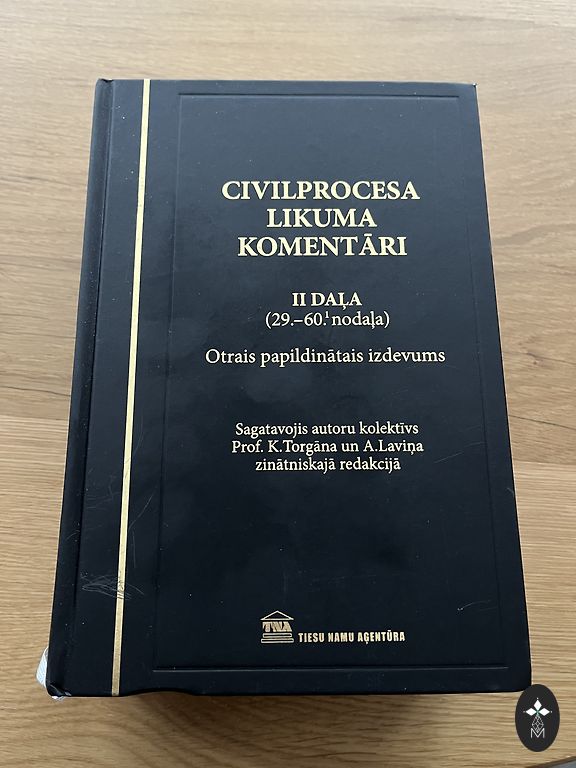 CIVILPROCESA
LIKUMA
KOMENTĀRI
II DAĻA
(29.–60.¹ nodaļa)
Otrais papildinātais izdevums
Sagatavojis autoru kolektīvs
Prof. K.Torgāna un A.Laviņa
zinātniskajā redakcijā
TNA
TIESU NAMU AĢENTŪRA
M